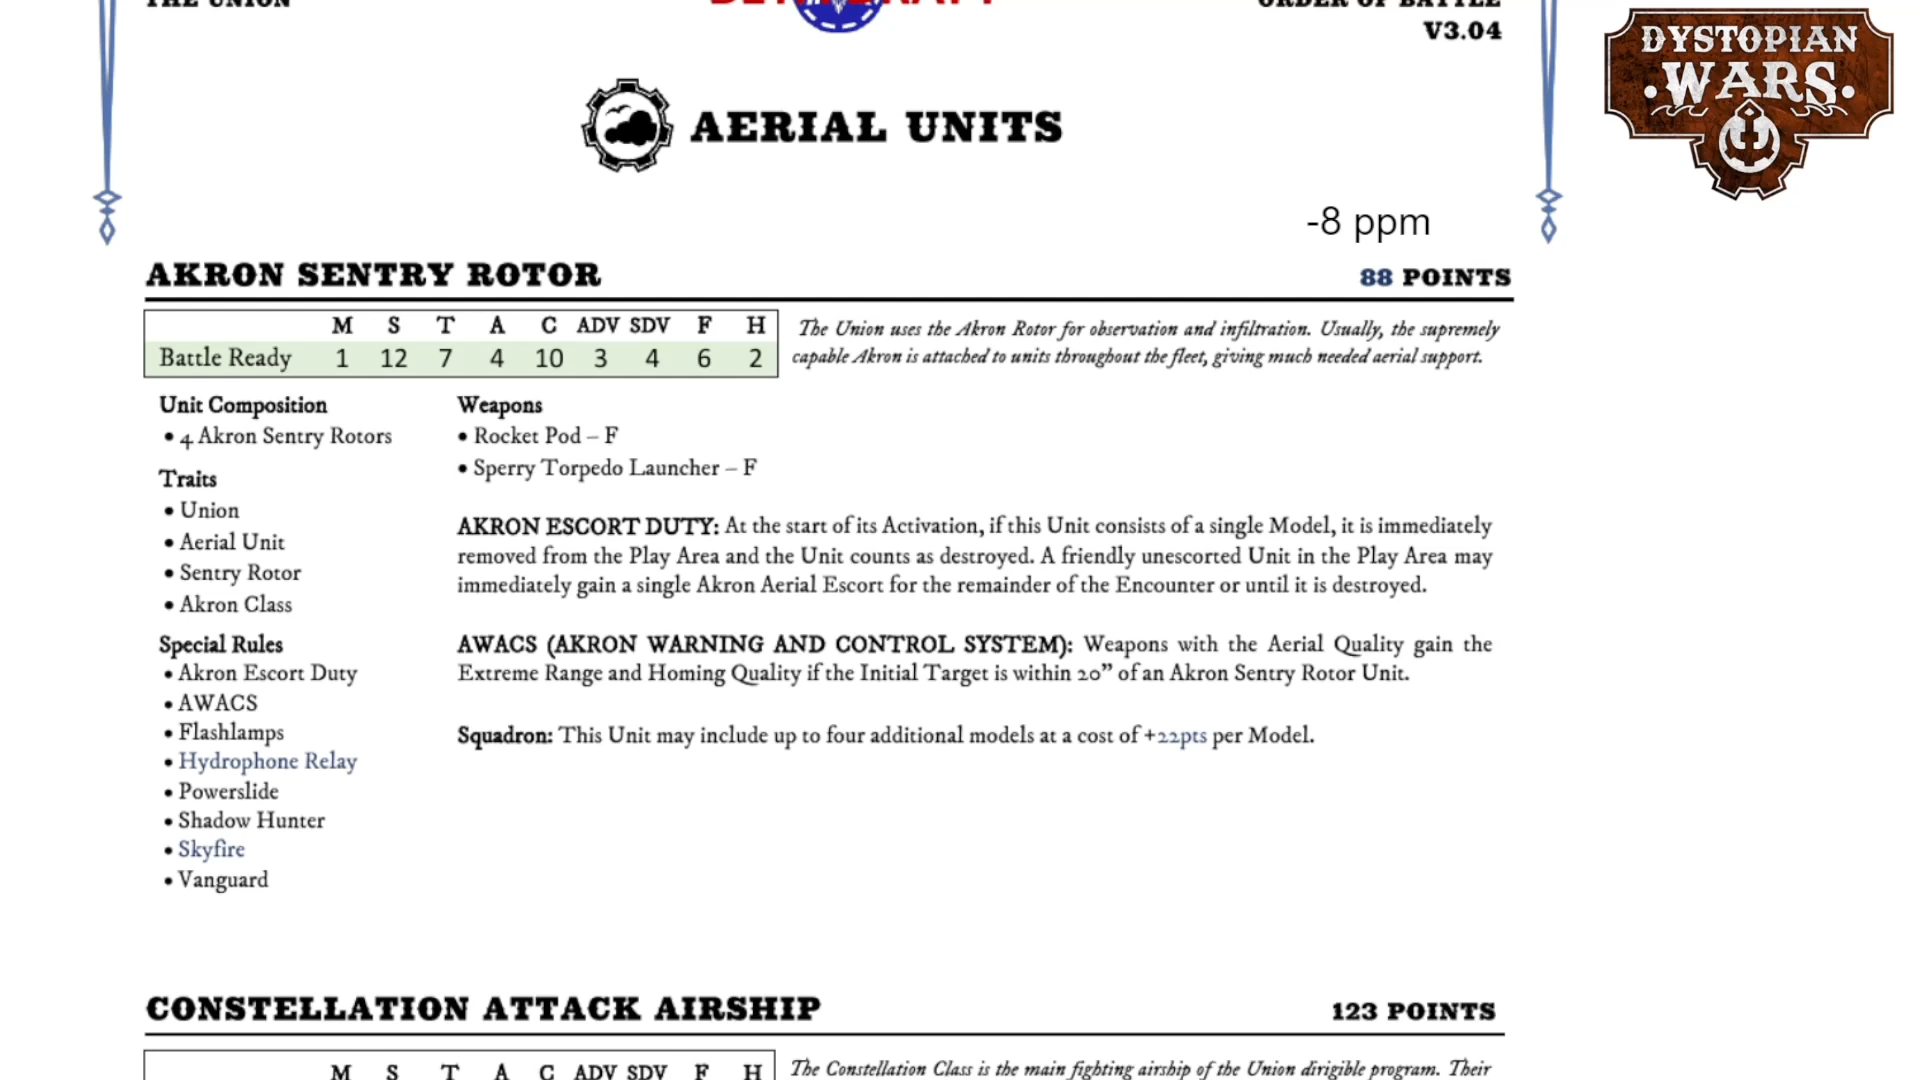 THE UNION
ORDER OF BATTLE
V3.04
DYSTOPIAN
WARS
AERIAL UNITS
-8 ppm
AKRON SENTRY ROTOR
88 POINTS
M S T A C ADV SDV F H
Battle Ready 1 12 7 4 10 3 4 6 2
The Union uses the Akron Rotor for observation and infiltration. Usually, the supremely
capable Akron is attached to units throughout the fleet, giving much needed aerial support.
Unit Composition
• 4 Akron Sentry Rotors
Traits
• Union
• Aerial Unit
• Sentry Rotor
• Akron Class
Special Rules
• Akron Escort Duty
• AWACS
• Flashlamps
• Hydrophone Relay
• Powerslide
• Shadow Hunter
• Skyfire
• Vanguard
Weapons
• Rocket Pod – F
• Sperry Torpedo Launcher – F
AKRON ESCORT DUTY: At the start of its Activation, if this Unit consists of a single Model, it is immediately
removed from the Play Area and the Unit counts as destroyed. A friendly unescorted Unit in the Play Area may
immediately gain a single Akron Aerial Escort for the remainder of the Encounter or until it is destroyed.
AWACS (AKRON WARNING AND CONTROL SYSTEM): Weapons with the Aerial Quality gain the
Extreme Range and Homing Quality if the Initial Target is within 20” of an Akron Sentry Rotor Unit.
Squadron: This Unit may include up to four additional models at a cost of +22pts per Model.
CONSTELLATION ATTACK AIRSHIP
123 POINTS
M S T A C ADV SDV F H
The Constellation Class is the main fighting airship of the Union dirigible program. Their